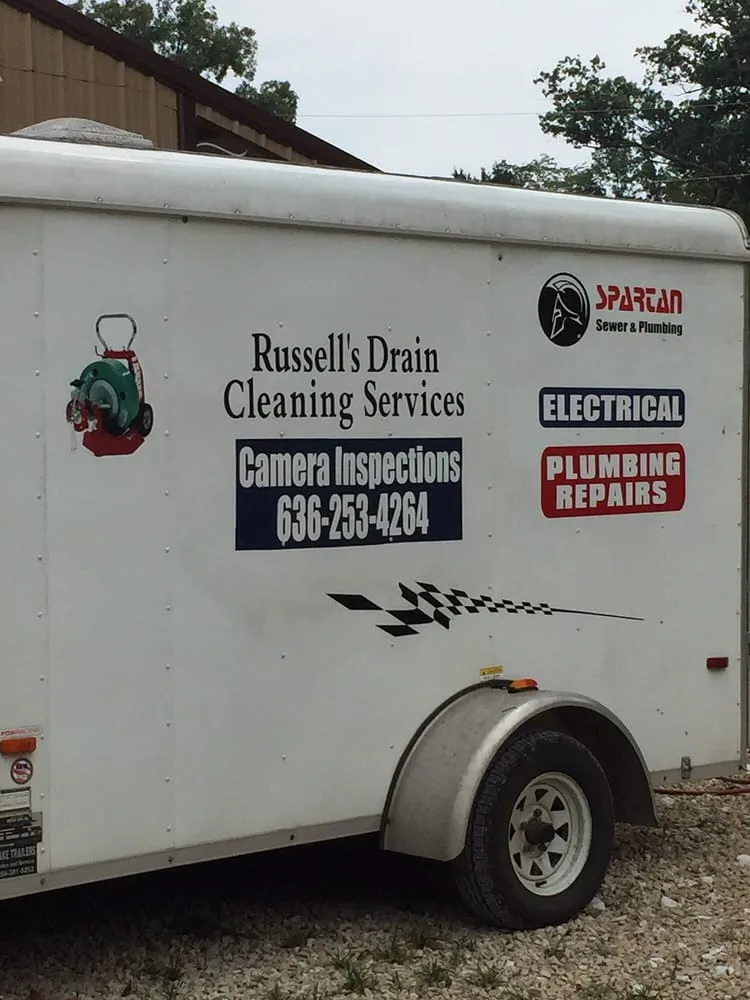 Russell's Drain
Cleaning Services
Camera Inspections
636-253-4264
SPARTAN
Sewer & Plumbing
ELECTRICAL
PLUMBING
REPAIRS